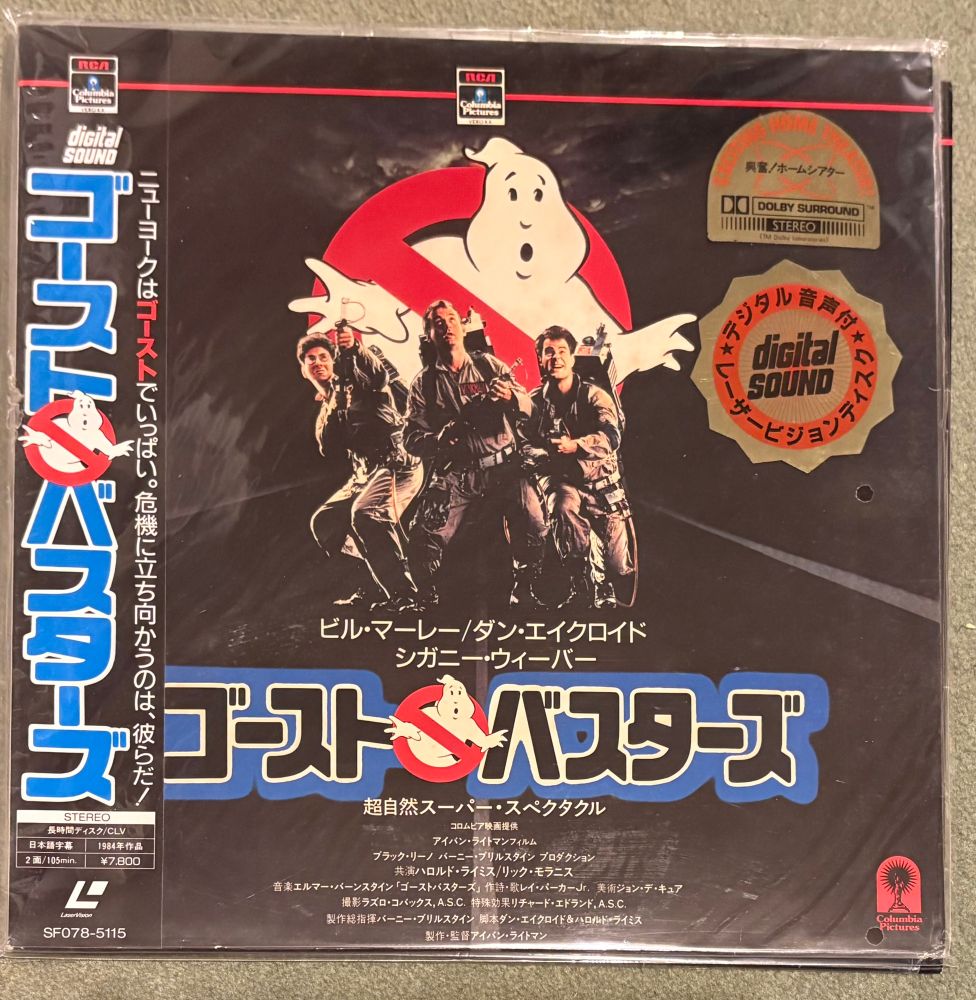 RCA
Columbia
Pictures
VIDEO K.K.
digital
SOUND
ゴーストバスターズ
ニューヨークはゴーストでいっぱい。危機に立ち向かうのは、彼らだ!
STEREO
長時間ディスク/CLV
日本語字幕 1984年作品
2面/105min. ¥7,800
LaserVision
SF078-5115
RCA
Columbia
Pictures
VIDEO K.K.
EXCITING HOME THEATER!
興奮!ホームシアター
DOLBY SURROUND
STEREO
★デジタル音声付★
digital
SOUND
レーザービジョンディスク
ビル・マーレー/ダン・エイクロイド
シガニー・ウィーバー
ゴーストバスターズ
超自然スーパー・スペクタクル
コロムビア映画提供
アイバン・ライトマンフィルム
ブラック・リーノ バーニー・ブリルスタイン プロダクション
共演ハロルド・ライミス/リック・モラニス
音楽エルマー・バーンスタイン「ゴーストバスターズ」作詩・歌レイ・パーカーJr. 美術ジョン・デ・キュア
撮影ラズロ・コバックス, A.S.C. 特殊効果リチャード・エドランド, A.S.C.
製作総指揮バーニー・ブリルスタイン 脚本ダン・エイクロイド&ハロルド・ライミス
製作・監督アイバン・ライトマン
Columbia
Pictures